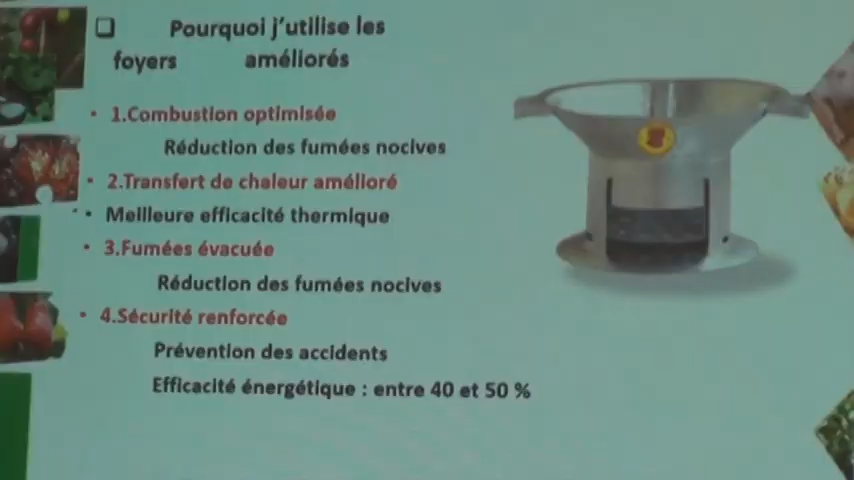 ❑ Pourquoi j'utilise les
foyers améliorés
• 1.Combustion optimisée
Réduction des fumées nocives
• 2.Transfert de chaleur amélioré
• Meilleure efficacité thermique
• 3.Fumées évacuée
Réduction des fumées nocives
• 4.Sécurité renforcée
Prévention des accidents
Efficacité énergétique : entre 40 et 50 %